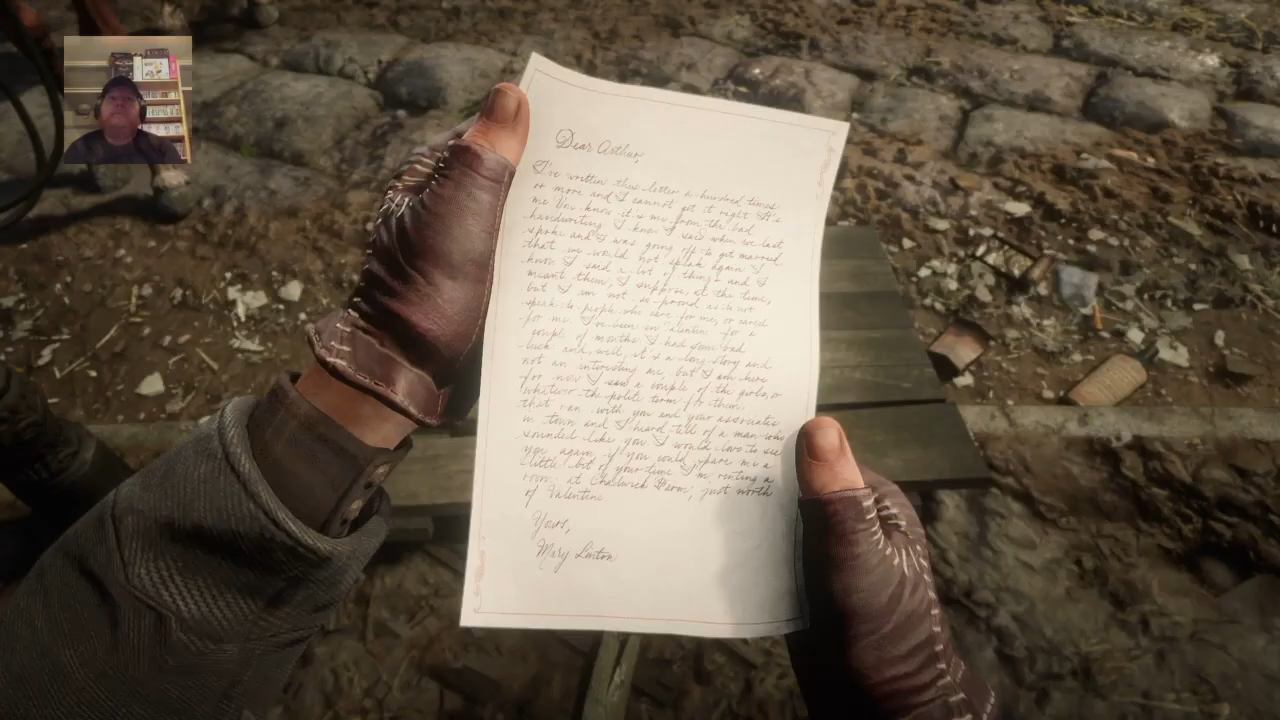 Dear Arthur,
I've written this letter a hundred times
or more and I cannot get it right. It's
me. You know it is me from the bad
handwriting. I know I said when we last
spoke and I was going off to get married,
that we would not speak again. I
know I said a lot of things and I
meant them, I suppose, at the time,
but I am not so proud as to not
speak to people who care for me, or cared
for me. I've been in Valentine for a
couple of months. I had some bad
luck and, well, it's a long story and
not an interesting one, but I am here
for now. I saw a couple of the girls, or
whatever the polite term for them,
that ran with you and your associates
in town and I heard tell of a man who
sounded like you. I would love to see
you again if you would spare me a
little bit of your time. I'm renting a
room at Chadwick Farm, just north
of Valentine.
Yours,
Mary Linton